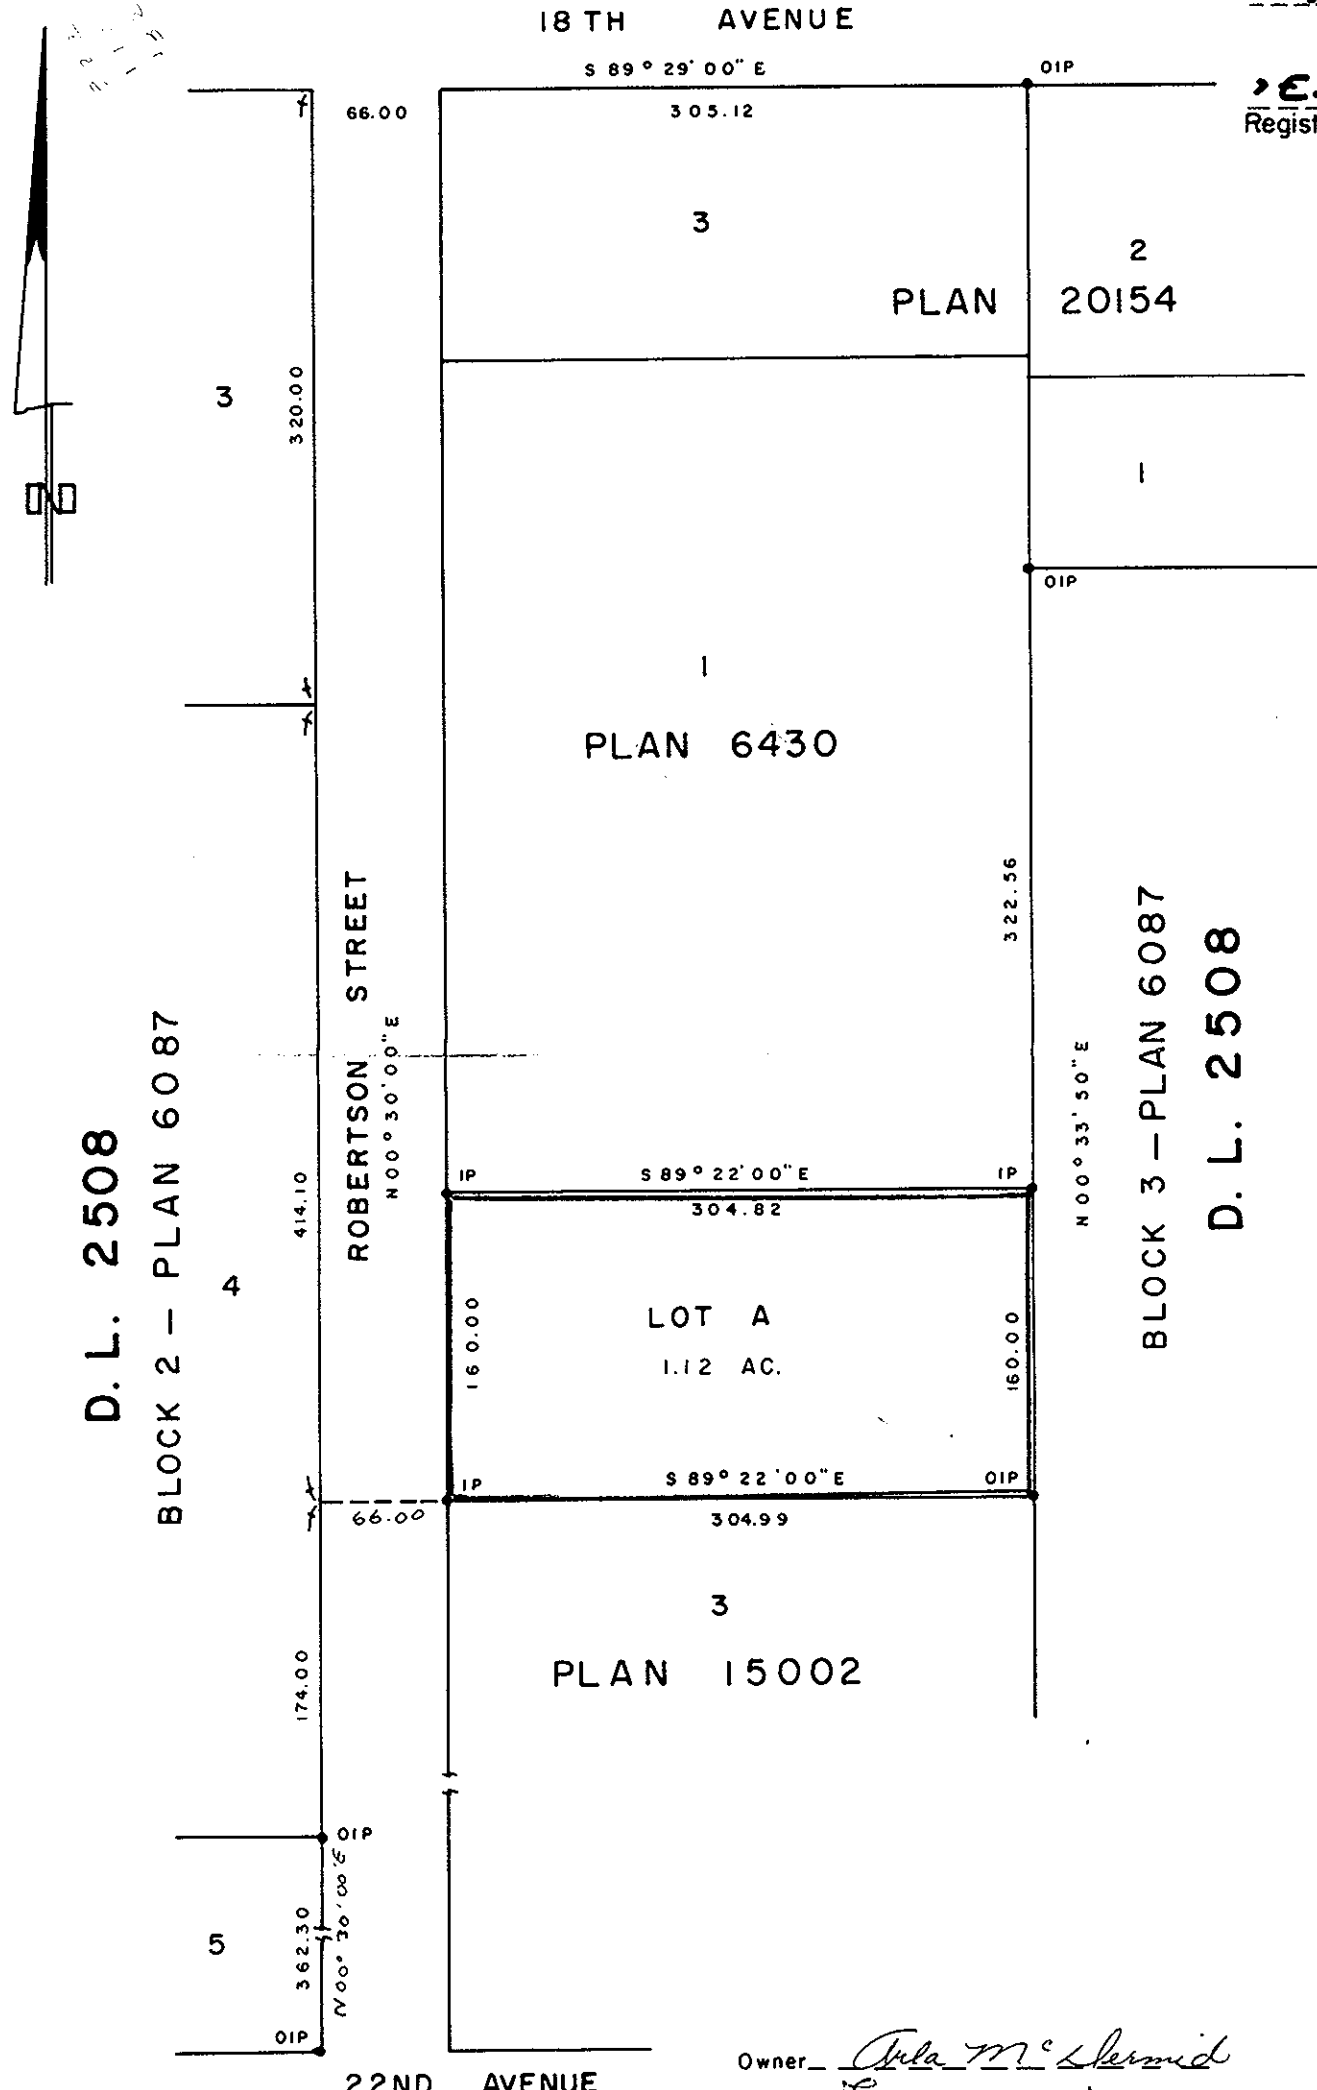 18TH AVENUE
S 89° 29' 00" E
OIP
66.00
305.12
Regist
3
2
PLAN 20154
320.00
3
N
1
OIP
1
PLAN 6430
322.56
ROBERTSON STREET
N 00° 30' 00" E
BLOCK 3 - PLAN 6087
D. L. 2508
N 00° 33' 50" E
D. L. 2508
BLOCK 2 - PLAN 6087
414.10
4
IP
S 89° 22' 00" E
IP
304.82
160.00
LOT A
1.12 AC.
160.00
IP
S 89° 22' 00" E
OIP
66.00
304.99
3
PLAN 15002
174.00
OIP
N 00° 30' 00" E
362.30
5
OIP
22ND AVENUE
Owner Arla McDermid